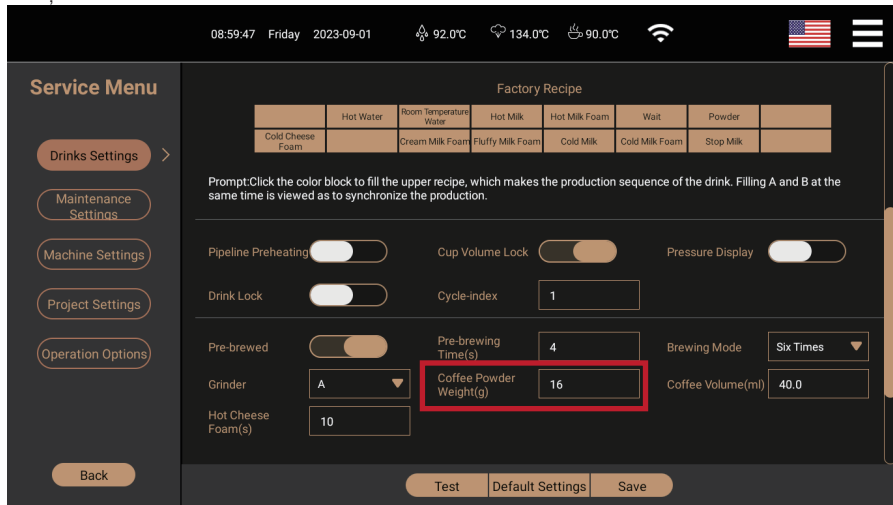 08:59:47 Friday 2023-09-01 92.0℃ 134.0℃ 90.0℃
Service Menu
Drinks Settings >
Maintenance
Settings
Machine Settings
Project Settings
Operation Options
Back
Factory Recipe
Hot Water Room Temperature Water Hot Milk Hot Milk Foam Wait Powder
Cold Cheese Foam Cream Milk Foam Fluffy Milk Foam Cold Milk Cold Milk Foam Stop Milk
Prompt:Click the color block to fill the upper recipe, which makes the production sequence of the drink. Filling A and B at the
same time is viewed as to synchronize the production.
Pipeline Preheating Cup Volume Lock Pressure Display
Drink Lock Cycle-index 1
Pre-brewed Pre-brewing Time(s) 4 Brewing Mode Six Times
Grinder A Coffee Powder Weight(g) 16 Coffee Volume(ml) 40.0
Hot Cheese Foam(s) 10
Test Default Settings Save